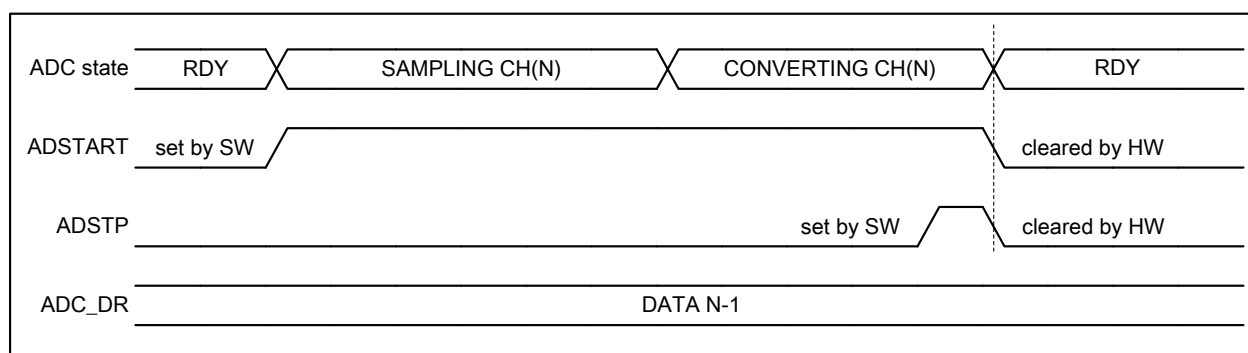 ADC state RDY SAMPLING CH(N) CONVERTING CH(N) RDY
ADSTART set by SW cleared by HW
ADSTP set by SW cleared by HW
ADC_DR DATA N-1